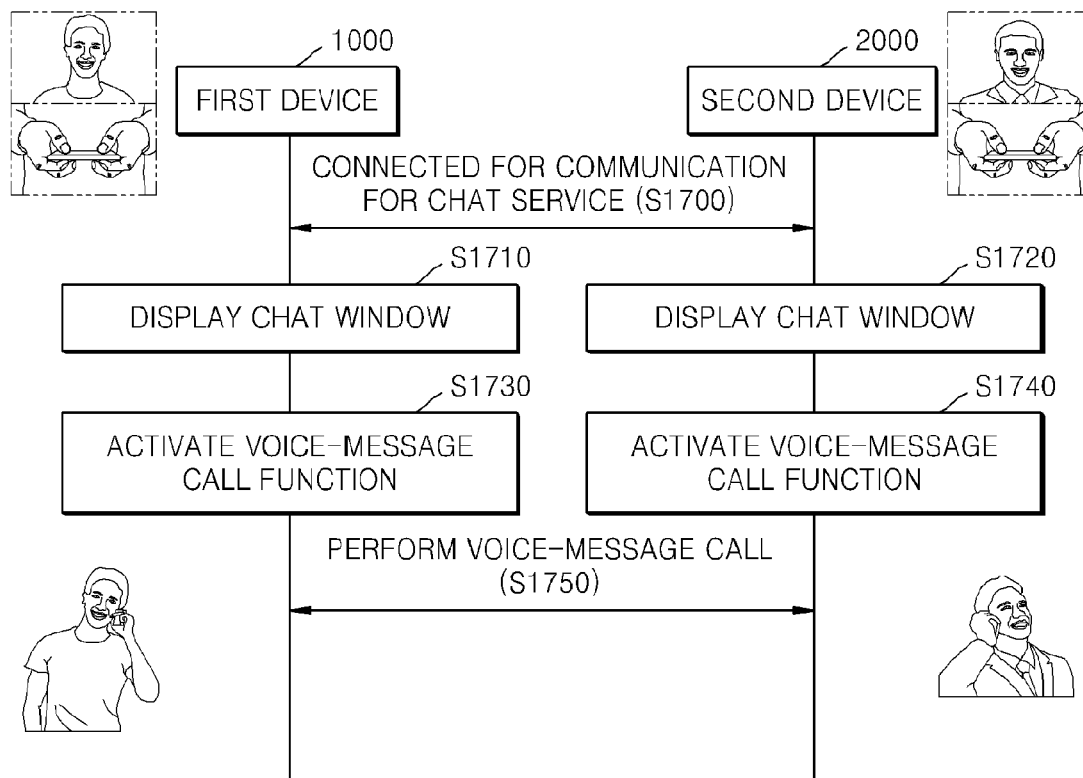 1000
2000
FIRST DEVICE
SECOND DEVICE
CONNECTED FOR COMMUNICATION
FOR CHAT SERVICE (S1700)
S1710
S1720
DISPLAY CHAT WINDOW
DISPLAY CHAT WINDOW
S1730
S1740
ACTIVATE VOICE-MESSAGE
CALL FUNCTION
ACTIVATE VOICE-MESSAGE
CALL FUNCTION
PERFORM VOICE-MESSAGE CALL
(S1750)